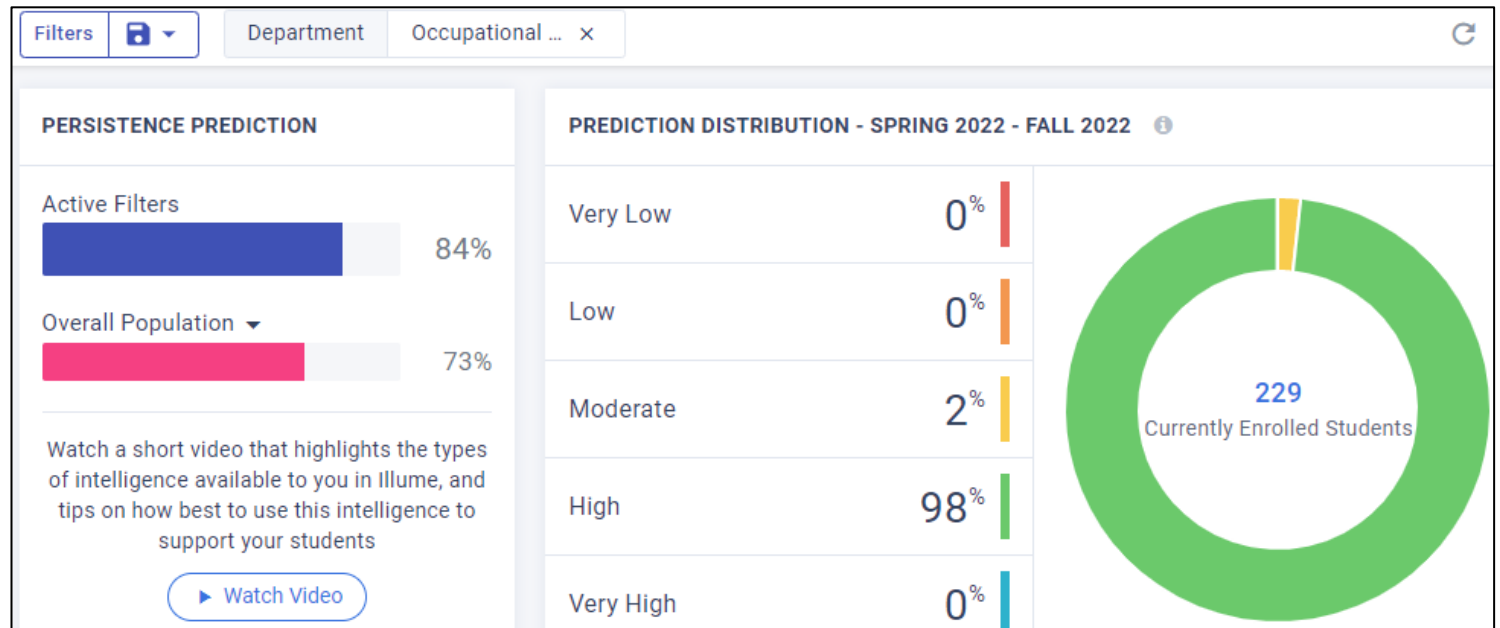 Filters
Department
Occupational ... ×
PERSISTENCE PREDICTION
Active Filters
84%
Overall Population
73%
Watch a short video that highlights the types
of intelligence available to you in Illume, and
tips on how best to use this intelligence to
support your students
Watch Video
PREDICTION DISTRIBUTION - SPRING 2022 - FALL 2022
Very Low 0%
Low 0%
Moderate 2%
High 98%
Very High 0%
229
Currently Enrolled Students